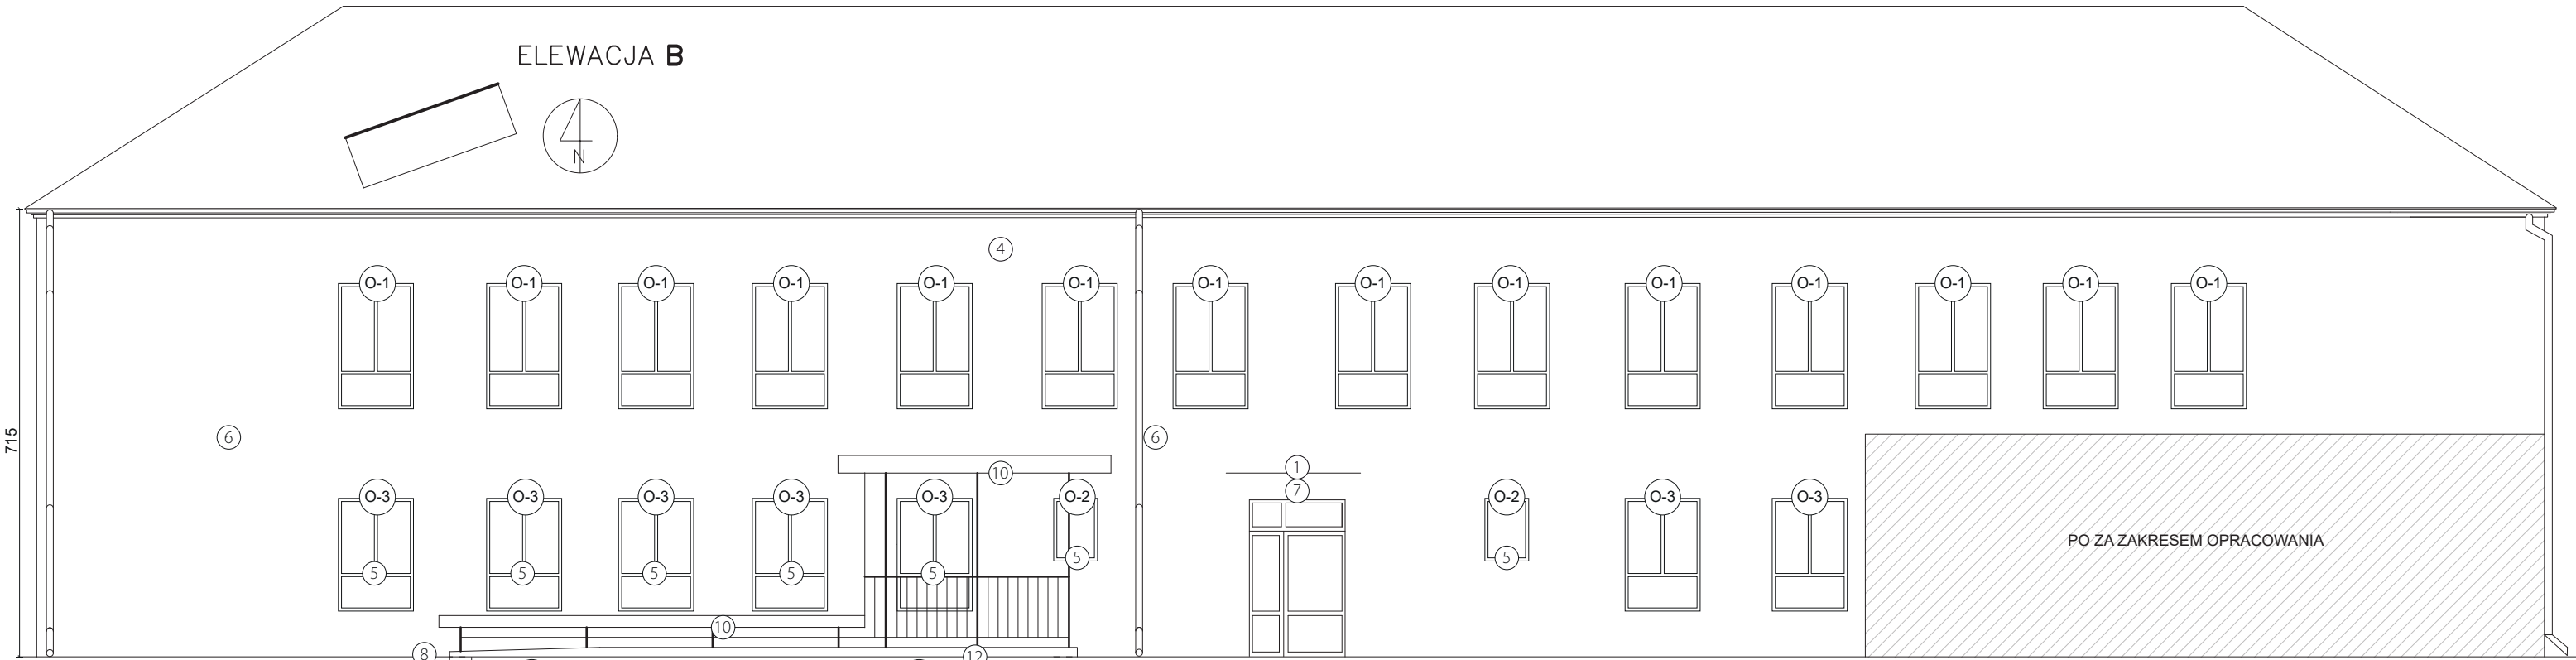 ELEWACJA B
N
4
O-1 O-1 O-1 O-1 O-1 O-1 O-1 O-1 O-1 O-1 O-1 O-1 O-1 O-1
715
6 6
1
10
7
O-3 O-3 O-3 O-3 O-3 O-2 O-2 O-3 O-3
PO ZA ZAKRESEM OPRACOWANIA
5 5 5 5 5 5 5
10
8 12